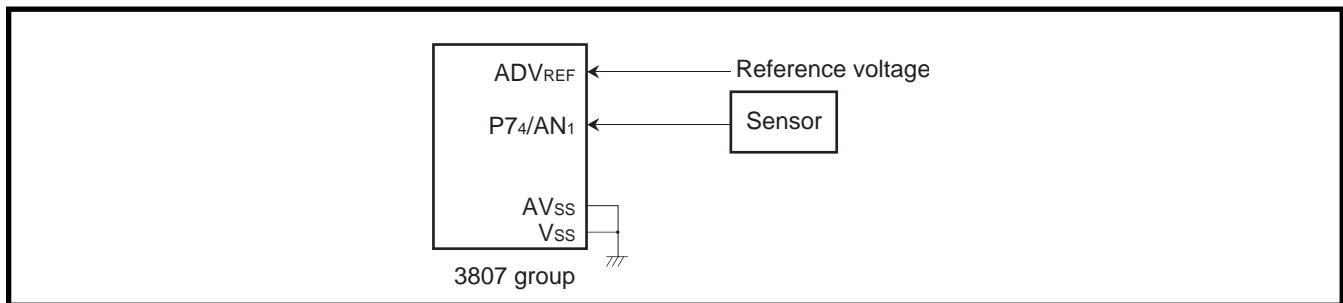 ADVREF
Reference voltage
P74/AN1
Sensor
AVSS
VSS
3807 group